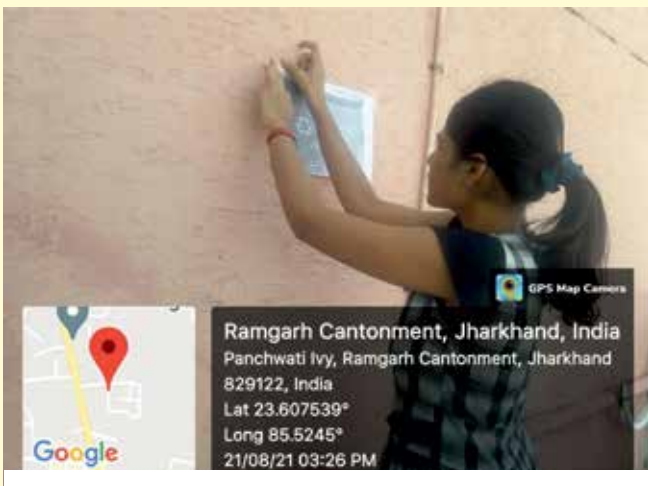 GPS Map Camera
Ramgarh Cantonment, Jharkhand, India
Panchwati Ivy, Ramgarh Cantonment, Jharkhand
829122, India
Lat 23.607539°
Long 85.5245°
21/08/21 03:26 PM
Google